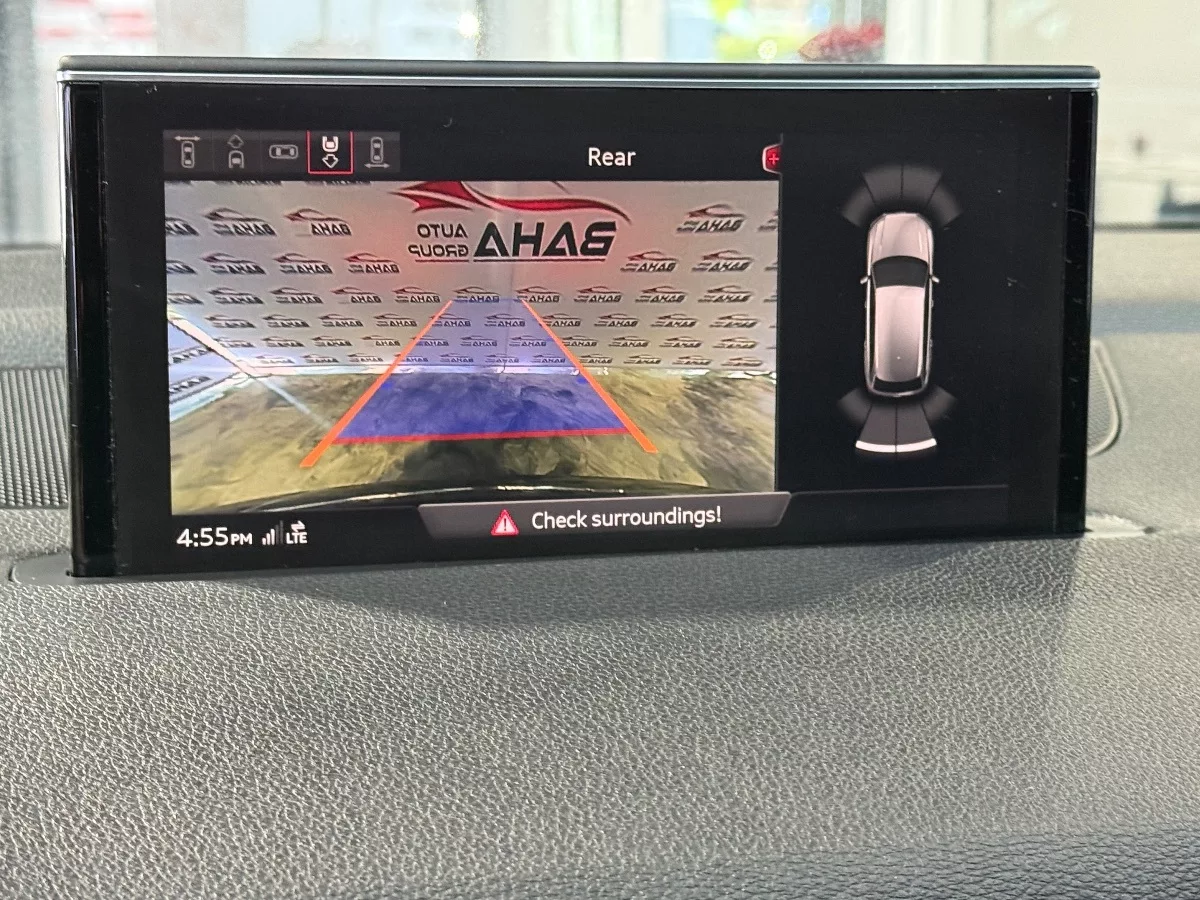 Rear
AUTO
GROUP
BAHA
4:55PM
LTE
Check surroundings!